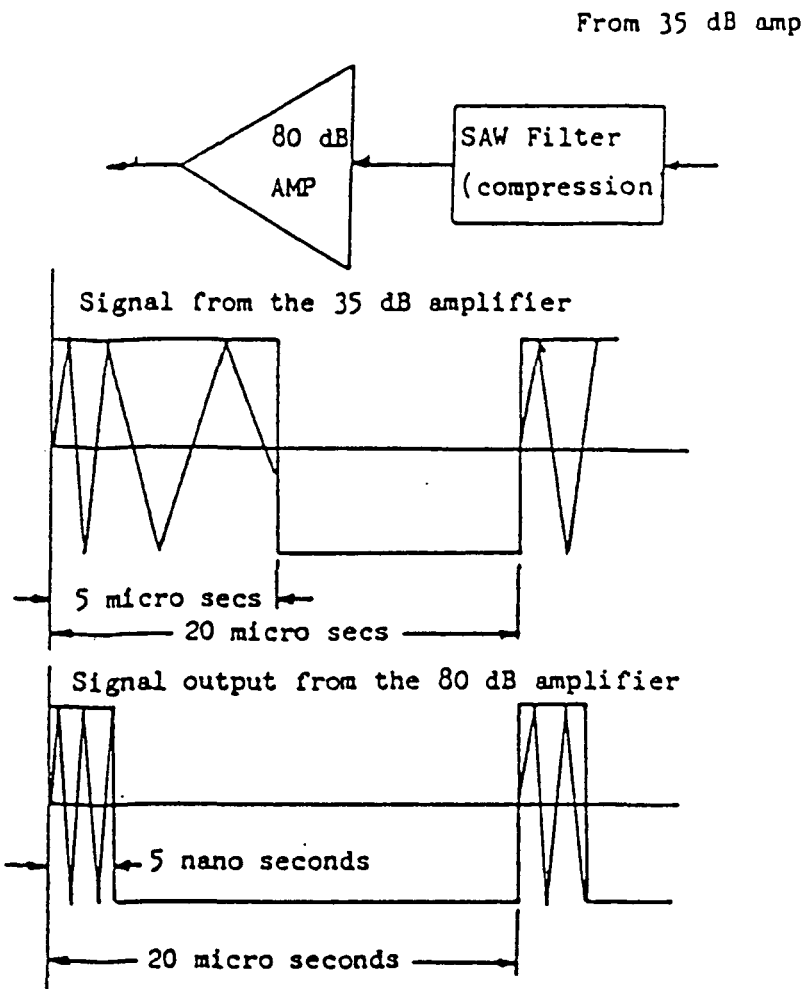 From 35 dB amp
80 dB
AMP
SAW Filter
(compression
Signal from the 35 dB amplifier
5 micro secs
20 micro secs
Signal output from the 80 dB amplifier
5 nano seconds
20 micro seconds